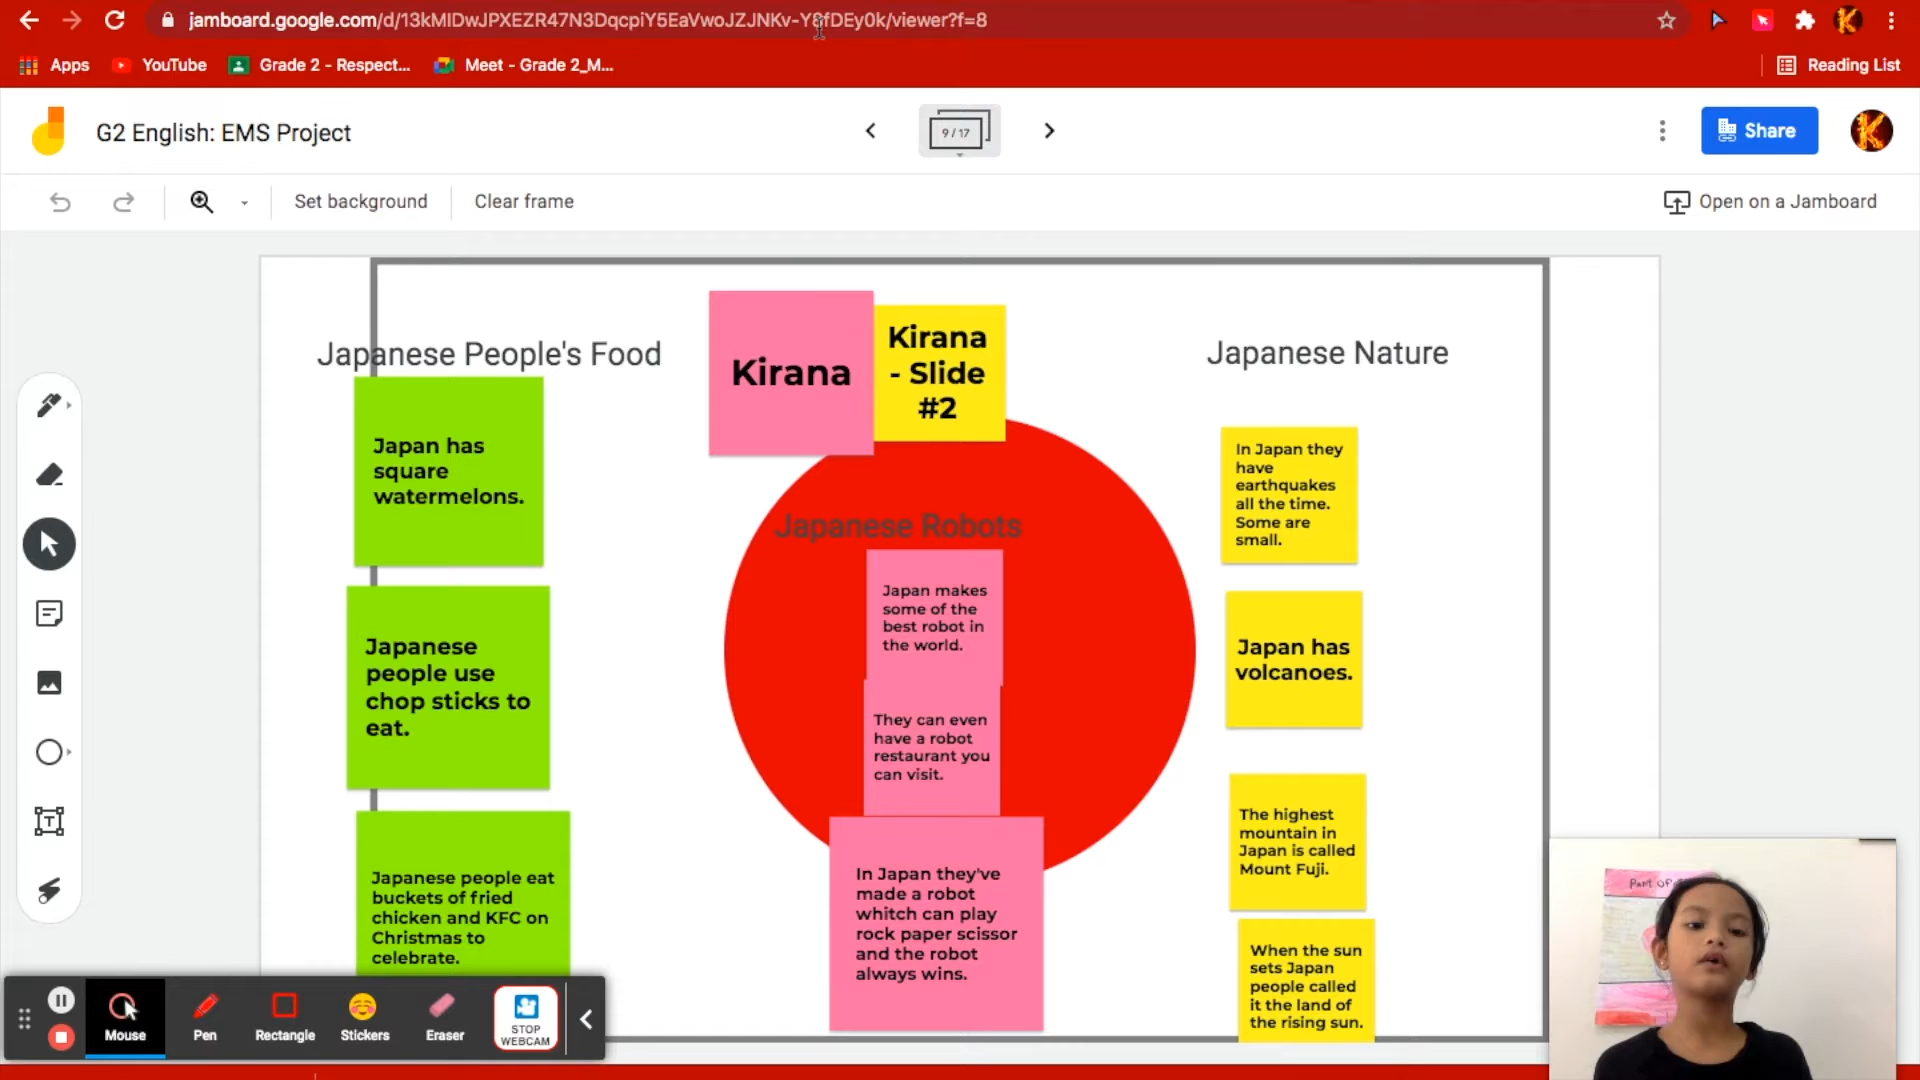 jamboard.google.com/d/13kMIDwJPXEZR47N3DqcpiY5EaVwoJZJNKv-Y9fDEy0k/viewer?f=8
Apps
YouTube
Grade 2 - Respect...
Meet - Grade 2_M...
Reading List
G2 English: EMS Project
9 / 17
Share
Set background
Clear frame
Open on a Jamboard
Japanese People's Food
Japan has
square
watermelons.
Japanese
people use
chop sticks to
eat.
Japanese people eat
buckets of fried
chicken and KFC on
Christmas to
celebrate.
Kirana
Kirana
- Slide
#2
Japanese Robots
Japan makes
some of the
best robot in
the world.
They can even
have a robot
restaurant you
can visit.
In Japan they've
made a robot
whitch can play
rock paper scissor
and the robot
always wins.
Japanese Nature
In Japan they
have
earthquakes
all the time.
Some are
small.
Japan has
volcanoes.
The highest
mountain in
Japan is called
Mount Fuji.
When the sun
sets Japan
people called
it the land of
the rising sun.
Mouse
Pen
Rectangle
Stickers
Eraser
STOP
WEBCAM
Part OF